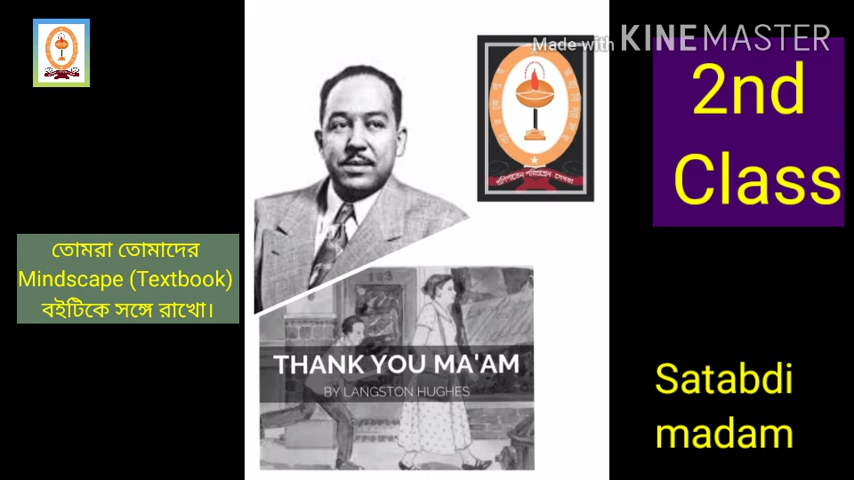 Made with KINEMASTER
2nd
Class
তোমরা তোমাদের
Mindscape (Textbook)
বইটিকে সঙ্গে রাখো।
THANK YOU MA'AM
BY LANGSTON HUGHES
Satabdi
madam